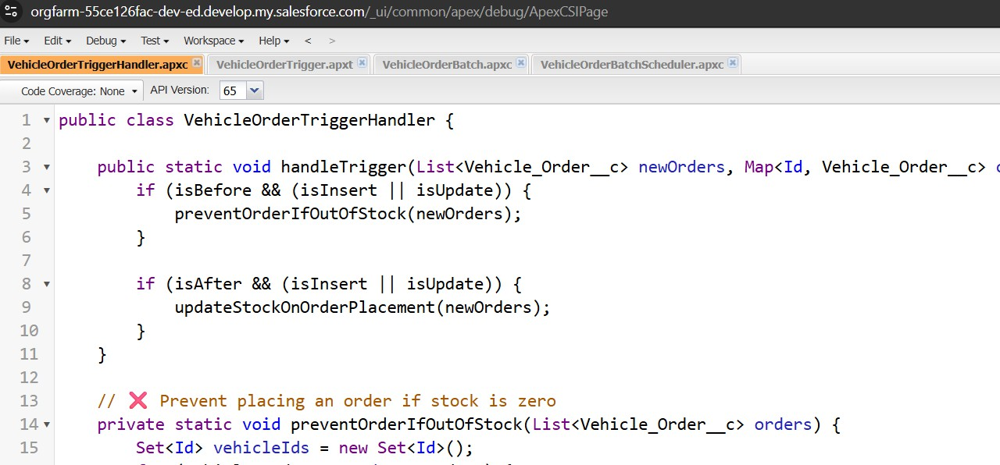 orgfarm-55ce126fac-dev-ed.develop.my.salesforce.com/_ui/common/apex/debug/ApexCSIPage
File Edit Debug Test Workspace Help < >
VehicleOrderTriggerHandler.apxc VehicleOrderTrigger.apxt VehicleOrderBatch.apxc VehicleOrderBatchScheduler.apxc
Code Coverage: None API Version: 65
1 public class VehicleOrderTriggerHandler {
2
3 public static void handleTrigger(List<Vehicle_Order__c> newOrders, Map<Id, Vehicle_Order__c>
4 if (isBefore && (isInsert || isUpdate)) {
5 preventOrderIfOutOfStock(newOrders);
6 }
7
8 if (isAfter && (isInsert || isUpdate)) {
9 updateStockOnOrderPlacement(newOrders);
10 }
11 }
12
13 // ❌ Prevent placing an order if stock is zero
14 private static void preventOrderIfOutOfStock(List<Vehicle_Order__c> orders) {
15 Set<Id> vehicleIds = new Set<Id>();